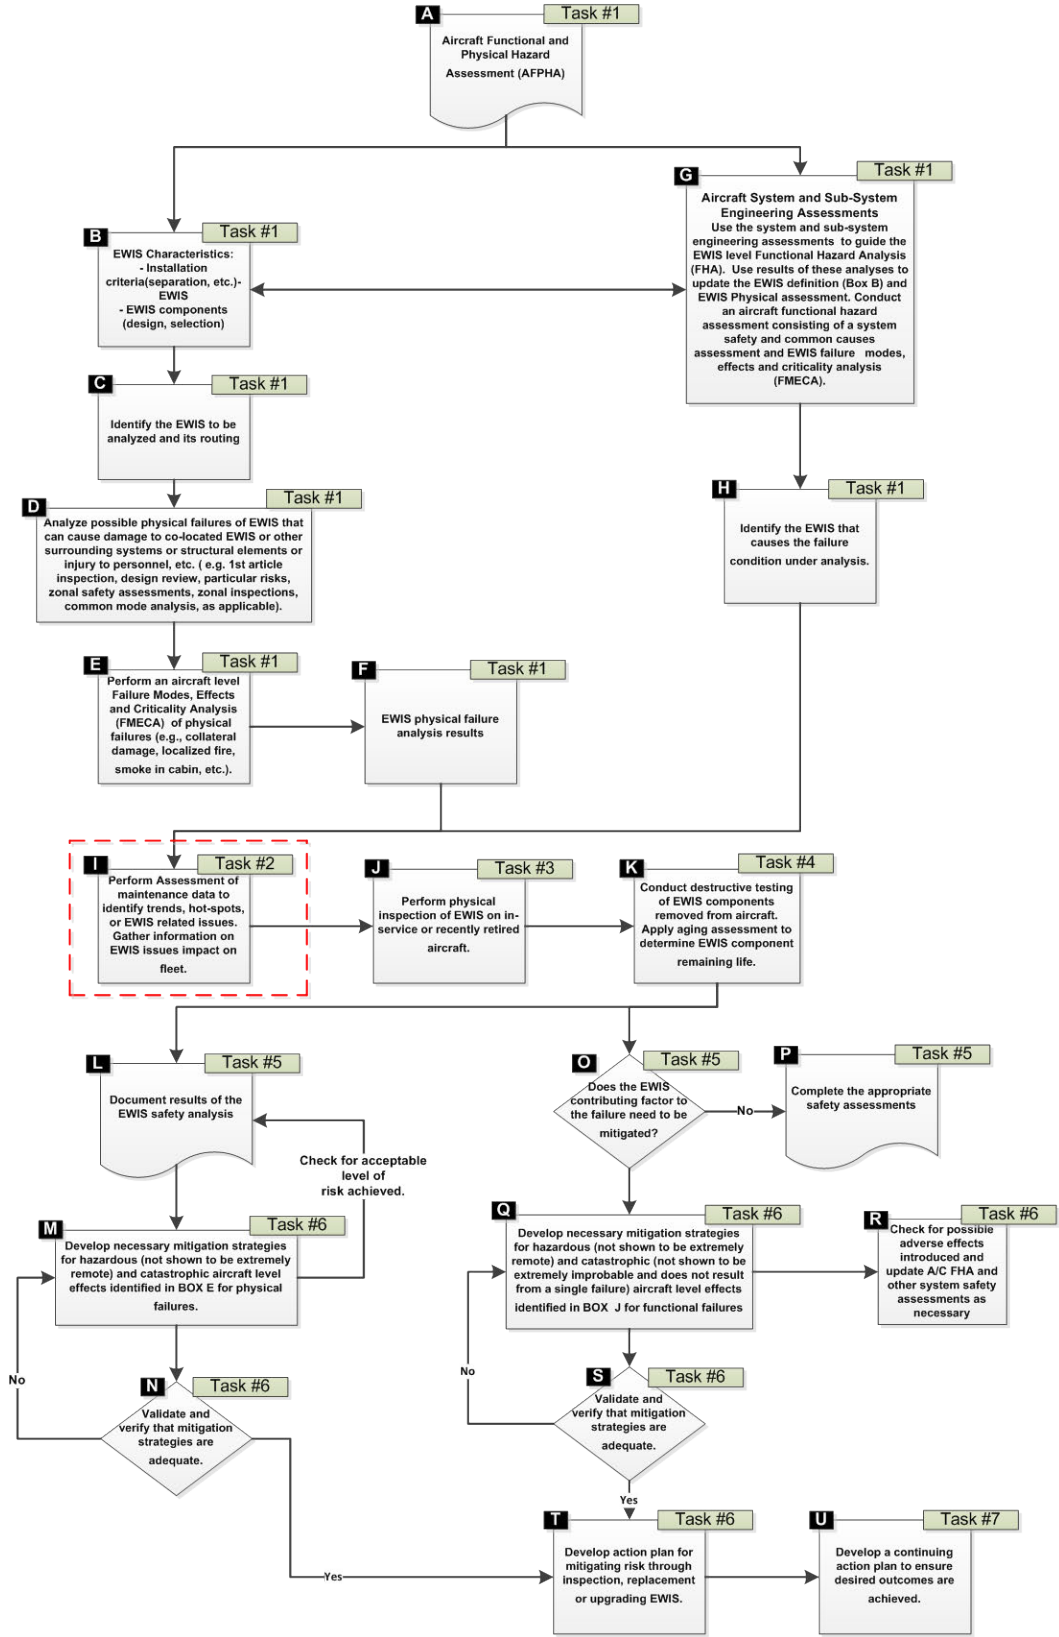 A
Task #1
Aircraft Functional and
Physical Hazard
Assessment (AFPHA)
G
Task #1
Aircraft System and Sub-System
Engineering Assessments
Use the system and sub-system
engineering assessments to guide the
EWIS level Functional Hazard Analysis
(FHA). Use results of these analyses to
update the EWIS definition (Box B) and
EWIS Physical assessment. Conduct
an aircraft functional hazard
assessment consisting of a system
safety and common causes
assessment and EWIS failure modes,
effects and criticality analysis
(FMECA).
B
Task #1
EWIS Characteristics:
- Installation
criteria(separation, etc.)-
EWIS
- EWIS components
(design, selection)
C
Task #1
Identify the EWIS to be
analyzed and its routing
D
Task #1
Analyze possible physical failures of EWIS that
can cause damage to co-located EWIS or other
surrounding systems or structural elements or
injury to personnel, etc. ( e.g. 1st article
inspection, design review, particular risks,
zonal safety assessments, zonal inspections,
common mode analysis, as applicable).
H
Task #1
Identify the EWIS that
causes the failure
condition under analysis.
E
Task #1
Perform an aircraft level
Failure Modes, Effects
and Criticality Analysis
(FMECA) of physical
failures (e.g., collateral
damage, localized fire,
smoke in cabin, etc.).
F
Task #1
EWIS physical failure
analysis results
I
Task #2
Perform Assessment of
maintenance data to
identify trends, hot-spots,
or EWIS related issues.
Gather information on
EWIS issues impact on
fleet.
J
Task #3
Perform physical
inspection of EWIS on in-
service or recently retired
aircraft.
K
Task #4
Conduct destructive testing
of EWIS components
removed from aircraft.
Apply aging assessment to
determine EWIS component
remaining life.
L
Task #5
Document results of the
EWIS safety analysis
O
Task #5
Does the EWIS
contributing factor to
the failure need to be
mitigated?
No
P
Task #5
Complete the appropriate
safety assessments
Check for acceptable
level of
risk achieved.
M
Task #6
Develop necessary mitigation strategies
for hazardous (not shown to be extremely
remote) and catastrophic aircraft level
effects identified in BOX E for physical
failures.
Q
Task #6
Develop necessary mitigation strategies
for hazardous (not shown to be extremely
remote) and catastrophic (not shown to be
extremely improbable and does not result
from a single failure) aircraft level effects
identified in BOX J for functional failures
R
Task #6
Check for possible
adverse effects
introduced and
update A/C FHA and
other system safety
assessments as
necessary
No
N
Task #6
Validate and
verify that mitigation
strategies are
adequate.
No
S
Task #6
Validate and
verify that mitigation
strategies are
adequate.
Yes
Yes
T
Task #6
Develop action plan for
mitigating risk through
inspection, replacement
or upgrading EWIS.
U
Task #7
Develop a continuing
action plan to ensure
desired outcomes are
achieved.